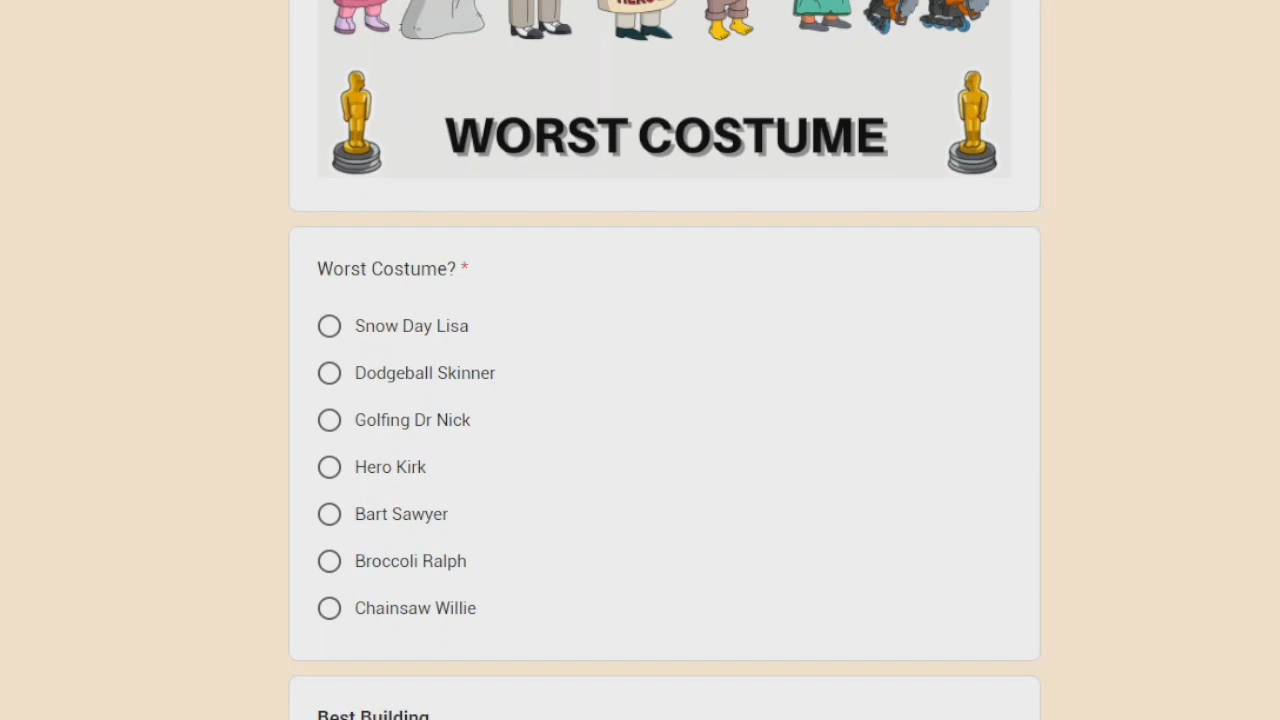 WORST COSTUME
Worst Costume? *
Snow Day Lisa
Dodgeball Skinner
Golfing Dr Nick
Hero Kirk
Bart Sawyer
Broccoli Ralph
Chainsaw Willie
Best Building